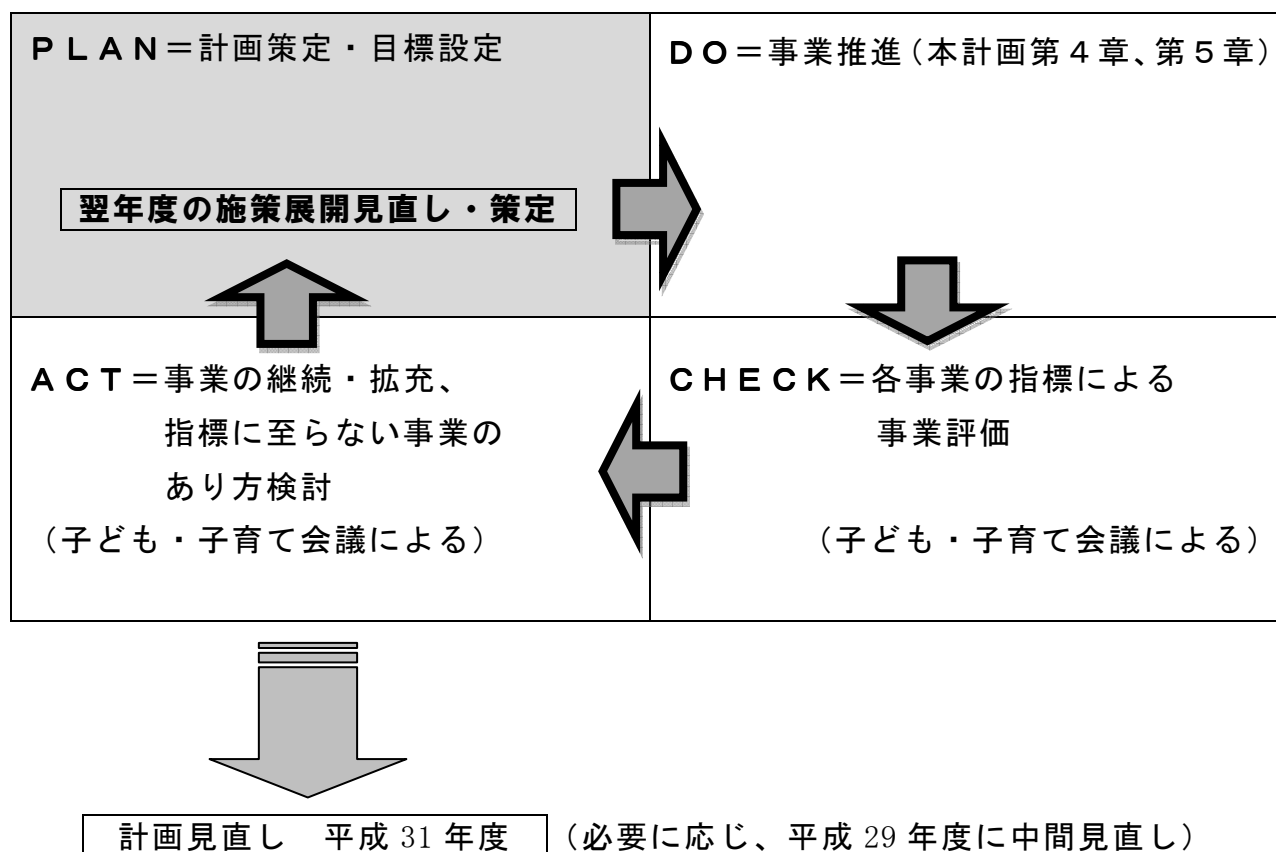 ＰＬＡＮ＝計画策定・目標設定
翌年度の施策展開見直し・策定
ＤＯ＝事業推進（本計画第４章、第５章）
ＡＣＴ＝事業の継続・拡充、
指標に至らない事業の
あり方検討
（子ども・子育て会議による）
ＣＨＥＣＫ＝各事業の指標による
事業評価
（子ども・子育て会議による）
計画見直し　平成 31 年度 （必要に応じ、平成 29 年度に中間見直し）